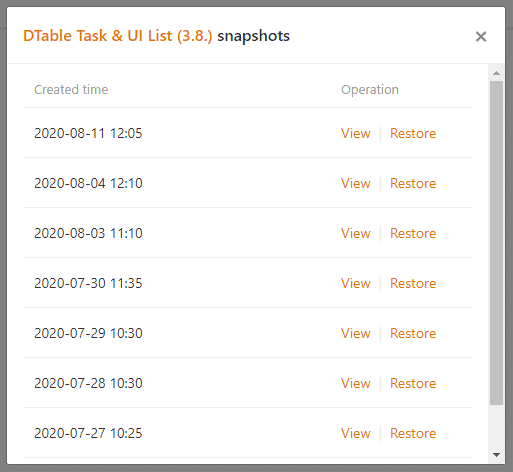 DTable Task & UI List (3.8.) snapshots ×
Created time Operation
2020-08-11 12:05 View | Restore
2020-08-04 12:10 View | Restore
2020-08-03 11:10 View | Restore
2020-07-30 11:35 View | Restore
2020-07-29 10:30 View | Restore
2020-07-28 10:30 View | Restore
2020-07-27 10:25 View | Restore